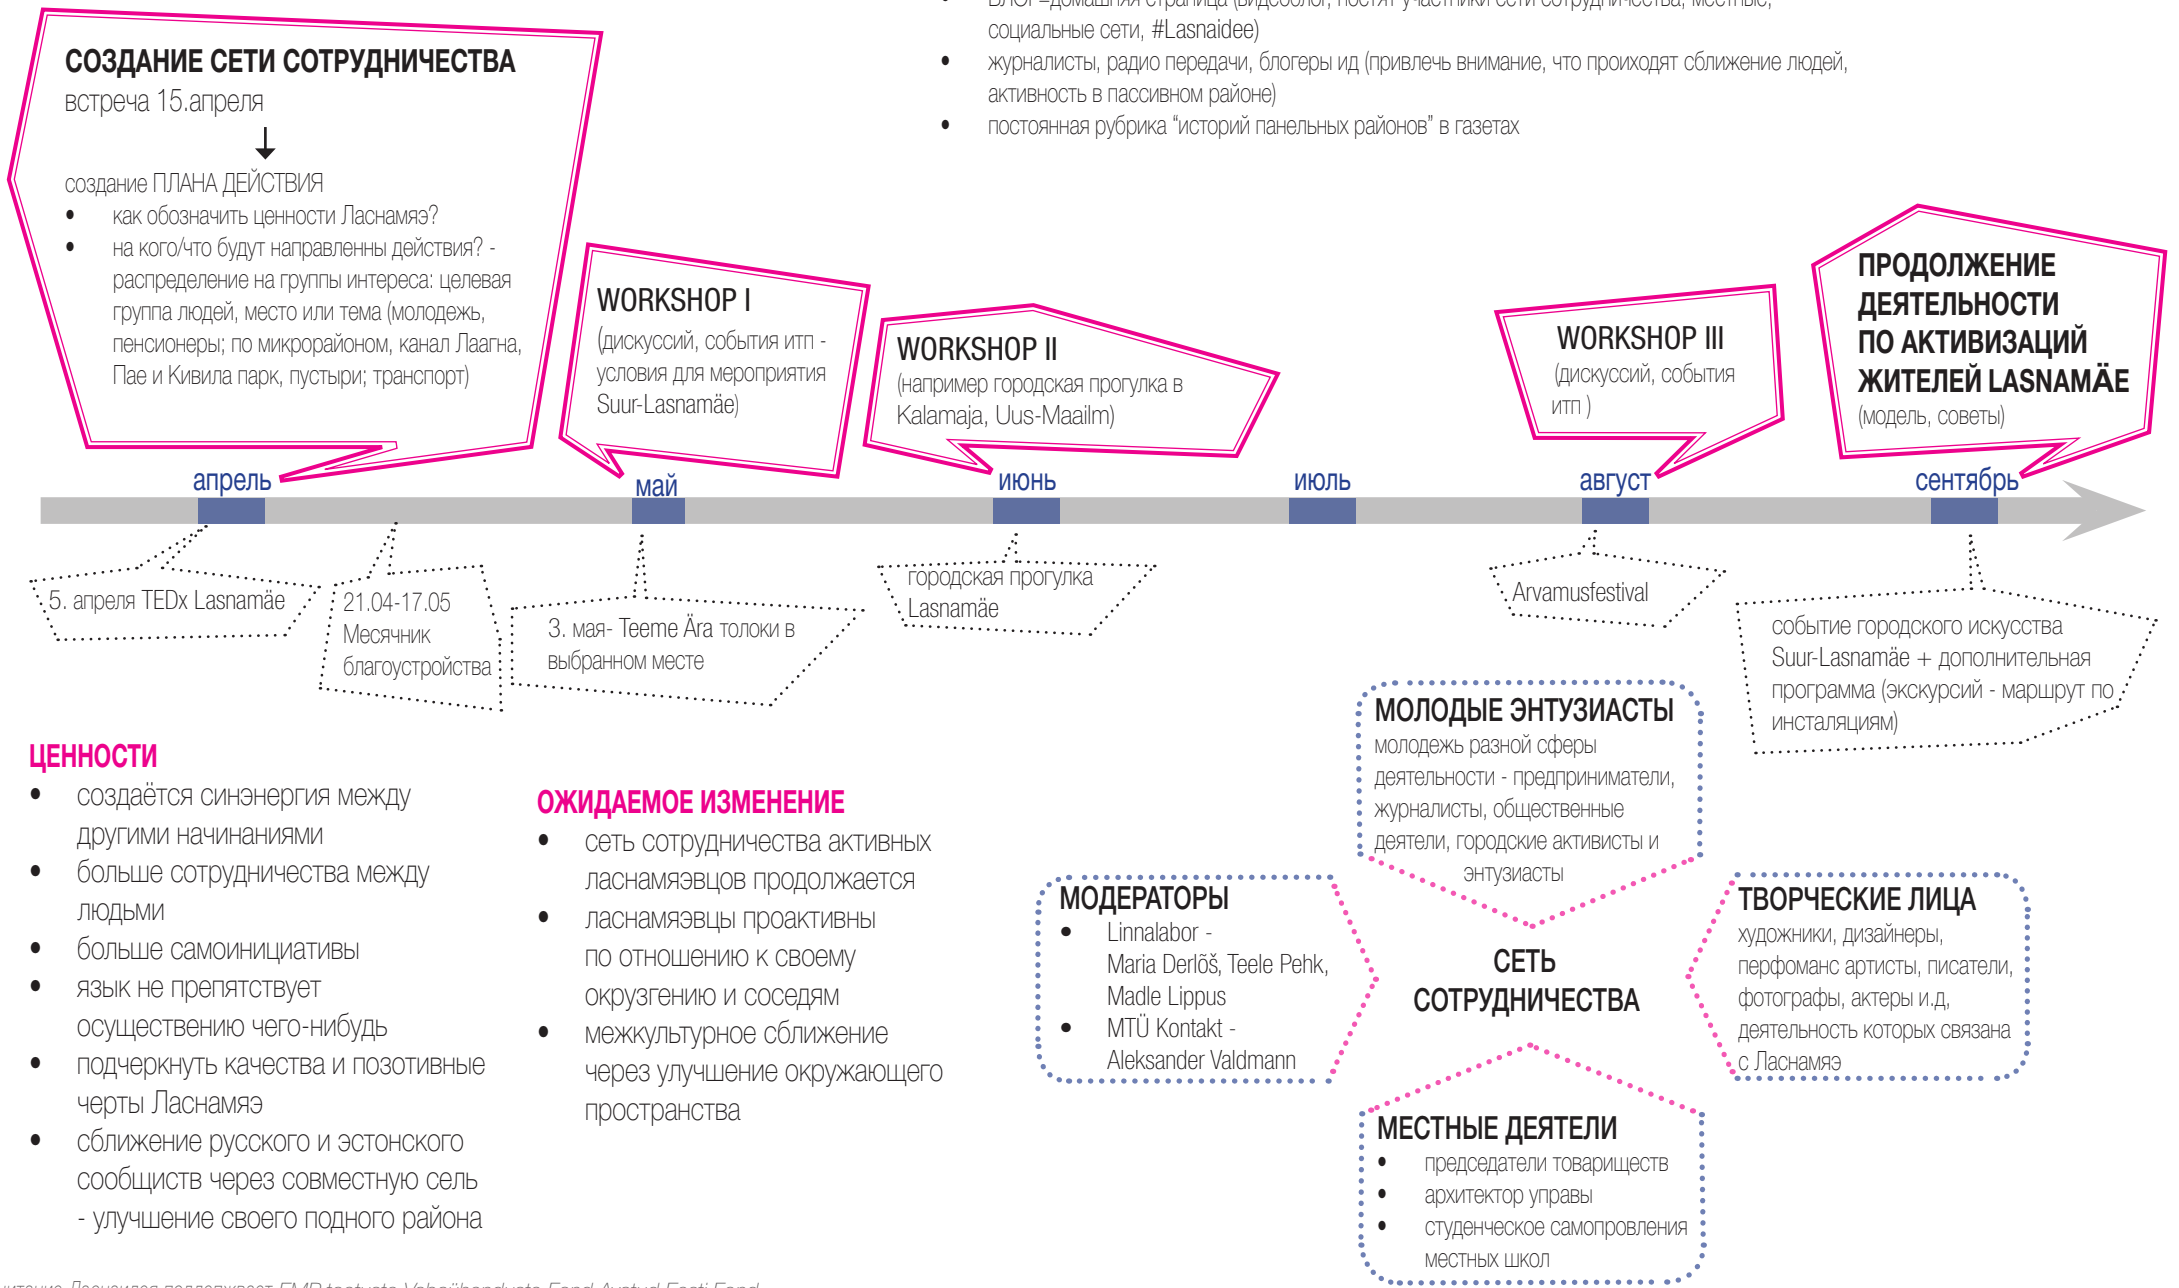 социальные сети, #Lasnaidee)
• журналисты, радио передачи, блогеры ид (привлечь внимание, что проиходят сближение людей,
активность в пассивном районе)
• постоянная рубрика “историй панельных районов” в газетах
СОЗДАНИЕ СЕТИ СОТРУДНИЧЕСТВА
встреча 15.апреля
создание ПЛАНА ДЕЙСТВИЯ
• как обозначить ценности Ласнамяэ?
• на кого/что будут направленны действия? -
распределение на группы интереса: целевая
группа людей, место или тема (молодежь,
пенсионеры; по микрорайоном, канал Лаагна,
Пае и Кивила парк, пустыри; транспорт)
WORKSHOP I
(дискуссий, события итп -
условия для мероприятия
Suur-Lasnamäe)
WORKSHOP II
(например городская прогулка в
Kalamaja, Uus-Maailm)
WORKSHOP III
(дискуссий, события
итп )
ПРОДОЛЖЕНИЕ
ДЕЯТЕЛЬНОСТИ
ПО АКТИВИЗАЦИЙ
ЖИТЕЛЕЙ LASNAMÄE
(модель, советы)
апрель
май
июнь
июль
август
сентябрь
5. апреля TEDx Lasnamäe
21.04-17.05
Месячник
благоустройства
3. мая- Teeme Ära толоки в
выбранном месте
городская прогулка
Lasnamäe
Arvamusfestival
событие городского искусства
Suur-Lasnamäe + дополнительная
программа (экскурсий - маршрут по
инсталяциям)
ЦЕННОСТИ
• создаётся синэнергия между
другими начинаниями
• больше сотрудничества между
людьми
• больше самоинициативы
• язык не препятствует
осуществению чего-нибудь
• подчеркнуть качества и позотивные
черты Ласнамяэ
• сближение русского и эстонского
сообщиств через совместную сель
- улучшение своего подного района
ОЖИДАЕМОЕ ИЗМЕНЕНИЕ
• сеть сотрудничества активных
ласнамяэвцов продолжается
• ласнамяэвцы проактивны
по отношению к своему
окрузгению и соседям
• межкультурное сближение
через улучшение окружающего
пространства
МОЛОДЫЕ ЭНТУЗИАСТЫ
молодежь разной сферы
деятельности - предприниматели,
журналисты, общественные
деятели, городские активисты и
энтузиасты
МОДЕРАТОРЫ
• Linnalabor -
Maria Derlõš, Teele Pehk,
Madle Lippus
• MTÜ Kontakt -
Aleksander Valdmann
СЕТЬ
СОТРУДНИЧЕСТВА
ТВОРЧЕСКИЕ ЛИЦА
художники, дизайнеры,
перфоманс артисты, писатели,
фотографы, актеры и.д,
деятельность которых связана
с Ласнамяэ
МЕСТНЫЕ ДЕЯТЕЛИ
• председатели товариществ
• архитектор управы
• студенческое самопровления
местных школ